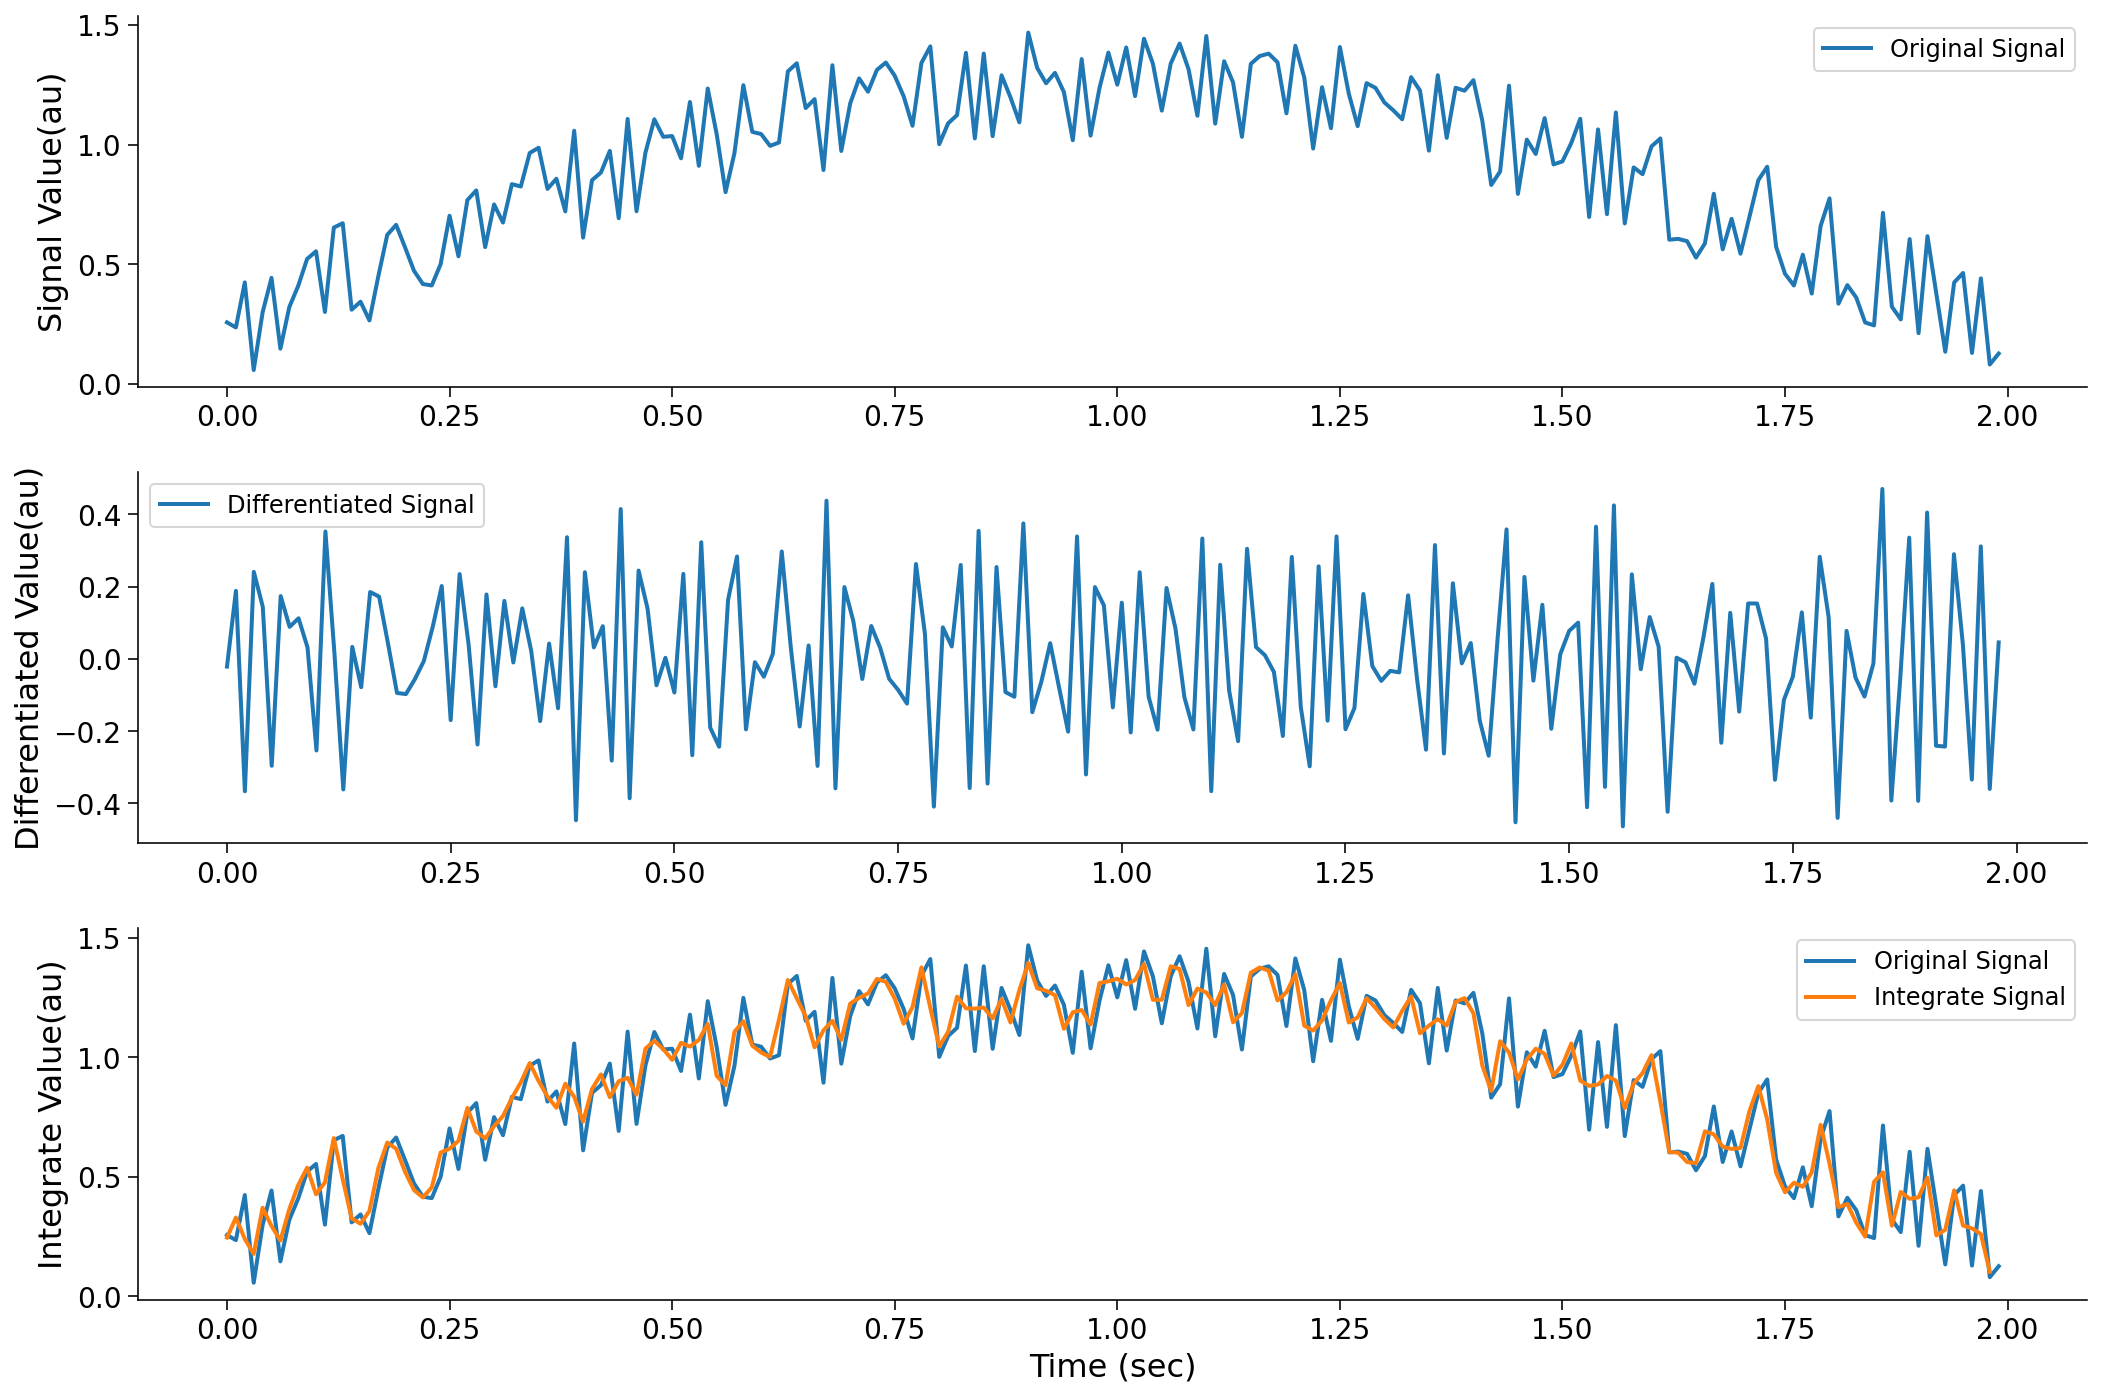 Signal Value(au)
1.5
1.0
0.5
0.0
Original Signal
0.00 0.25 0.50 0.75 1.00 1.25 1.50 1.75 2.00
Differentiated Value(au)
0.4
0.2
0.0
−0.2
−0.4
Differentiated Signal
0.00 0.25 0.50 0.75 1.00 1.25 1.50 1.75 2.00
Integrate Value(au)
1.5
1.0
0.5
0.0
Original Signal
Integrate Signal
0.00 0.25 0.50 0.75 1.00 1.25 1.50 1.75 2.00
Time (sec)